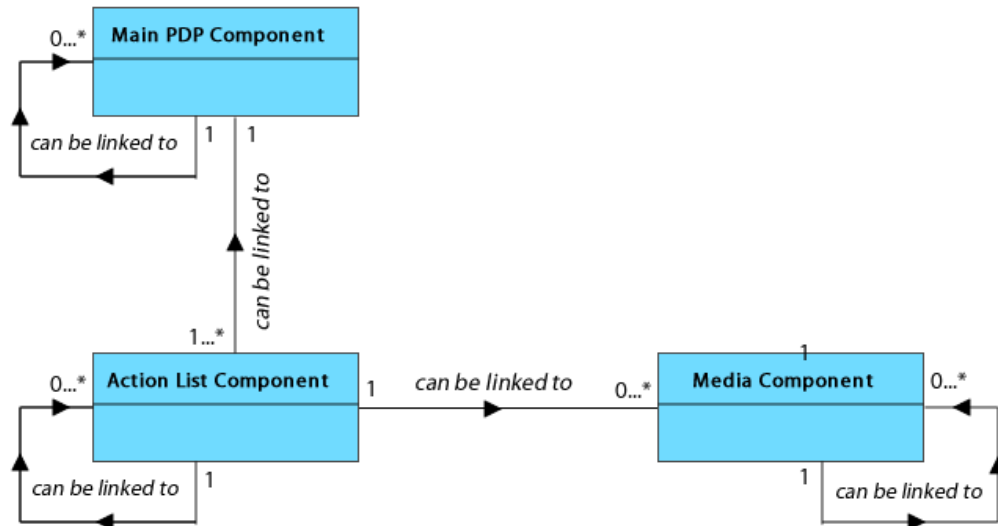 0...*
Main PDP Component
can be linked to
1
1
can be linked to
1...*
0...*
Action List Component
1
can be linked to
0...*
1
Media Component
0...*
can be linked to
1
1
can be linked to